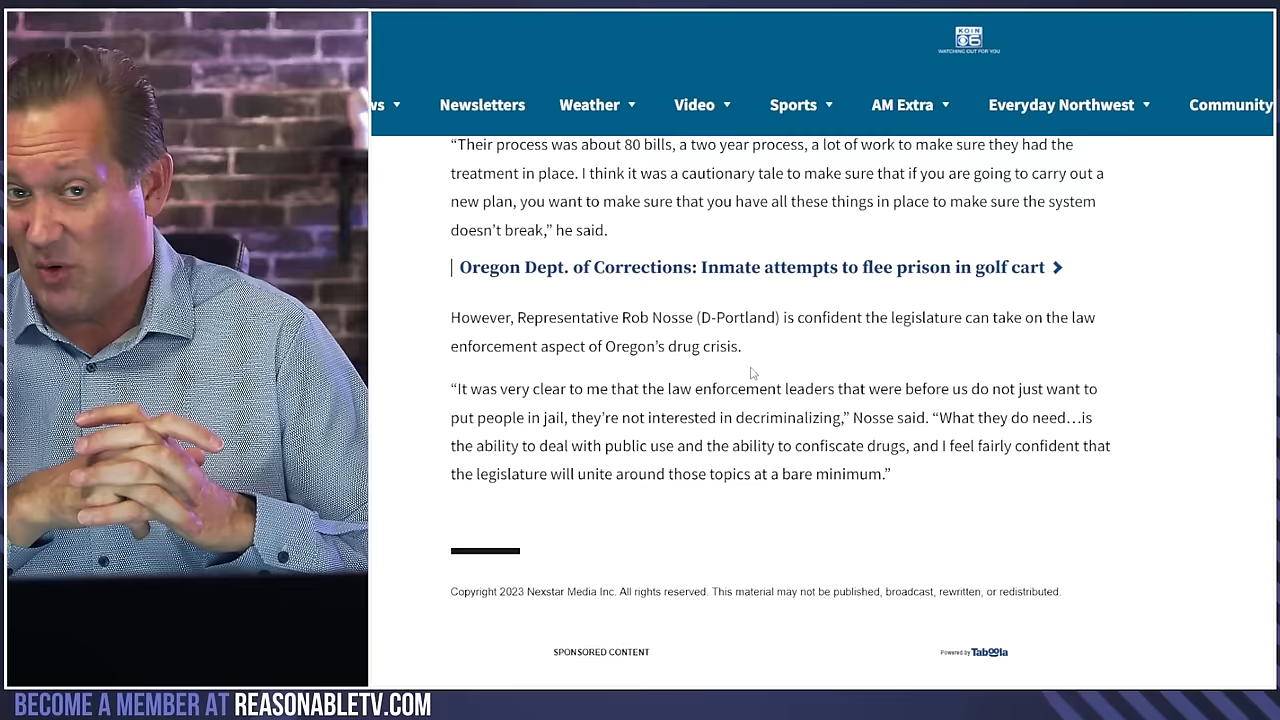 KOIN
6
WATCHING OUT FOR YOU
ws
Newsletters
Weather
Video
Sports
AM Extra
Everyday Northwest
Community
“Their process was about 80 bills, a two year process, a lot of work to make sure they had the
treatment in place. I think it was a cautionary tale to make sure that if you are going to carry out a
new plan, you want to make sure that you have all these things in place to make sure the system
doesn’t break,” he said.
Oregon Dept. of Corrections: Inmate attempts to flee prison in golf cart
However, Representative Rob Nosse (D-Portland) is confident the legislature can take on the law
enforcement aspect of Oregon’s drug crisis.
“It was very clear to me that the law enforcement leaders that were before us do not just want to
put people in jail, they’re not interested in decriminalizing,” Nosse said. “What they do need…is
the ability to deal with public use and the ability to confiscate drugs, and I feel fairly confident that
the legislature will unite around those topics at a bare minimum.”
Copyright 2023 Nexstar Media Inc. All rights reserved. This material may not be published, broadcast, rewritten, or redistributed.
SPONSORED CONTENT
Powered by Taboola
BECOME A MEMBER AT REASONABLETV.COM